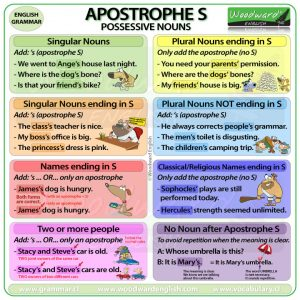 ENGLISH
GRAMMAR
APOSTROPHE S
POSSESSIVE NOUNS
Woodward
ENGLISH
Singular Nouns
Add: 's (apostrophe S)
- We went to Ange's house last night.
- Where is the dog's bone?
- Is that your friend's bike?
Plural Nouns ending in S
Only add the apostrophe (no S)
- You need your parents' permission.
- Where are the dogs' bones?
- My friends' house is big.
Singular Nouns ending in S
Add: 's (apostrophe S)
- The class's teacher is nice.
- My boss's office is big.
- The princess's dress is pink.
Plural Nouns NOT ending in S
Add: 's (apostrophe S)
- He always corrects people's grammar.
- The men's toilet is disgusting.
- The children's camping trip.
Names ending in S
Add: 's ... OR... only an apostrophe
- James's dog is hungry.
Both forms
are correct.
- James' dog is hungry.
Classical/Religious Names ending in S
Only add the apostrophe (no S)
- Sophocles' plays are still
performed today.
- Hercules' strength seemed unlimited.
Two or more people
Add: 's ... OR... only an apostrophe
- Stacy and Steve's car is old.
- Stacy's and Steve's cars are old.
No Noun after Apostrophe S
To avoid repetition when the meaning is clear.
A: Whose umbrella is this?
B: It is Mary's.
= It is Mary's umbrella.
www.grammar.cl
www.woodwardenglish.com
www.vocabulary.cl
© Woodward English